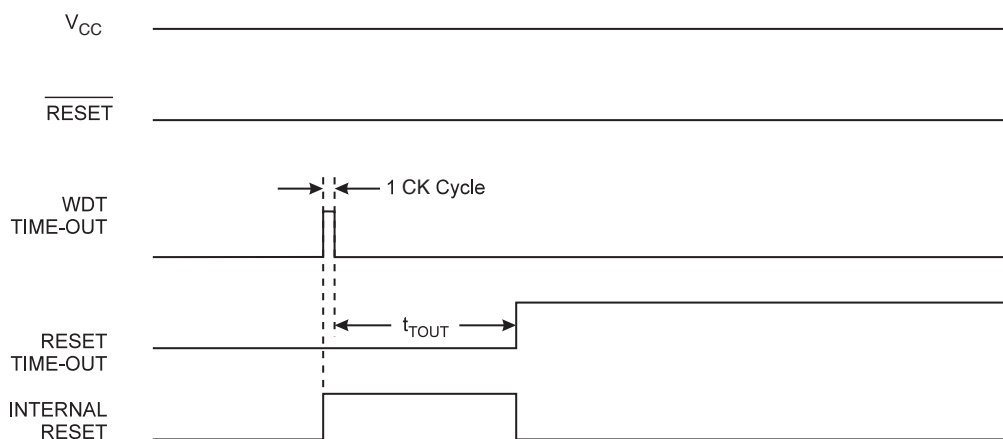 VCC
RESET
1 CK Cycle
WDT
TIME-OUT
tTOUT
RESET
TIME-OUT
INTERNAL
RESET